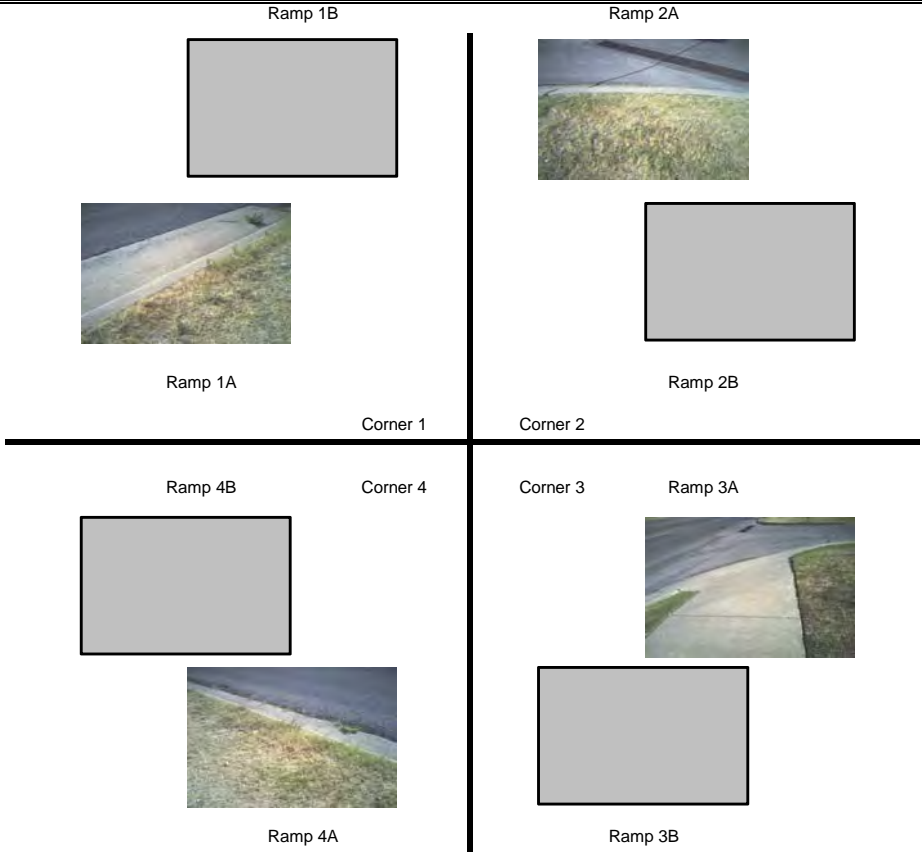 Ramp 1B
Ramp 2A
Ramp 1A
Ramp 2B
Corner 1
Corner 2
Ramp 4B
Corner 4
Corner 3
Ramp 3A
Ramp 4A
Ramp 3B